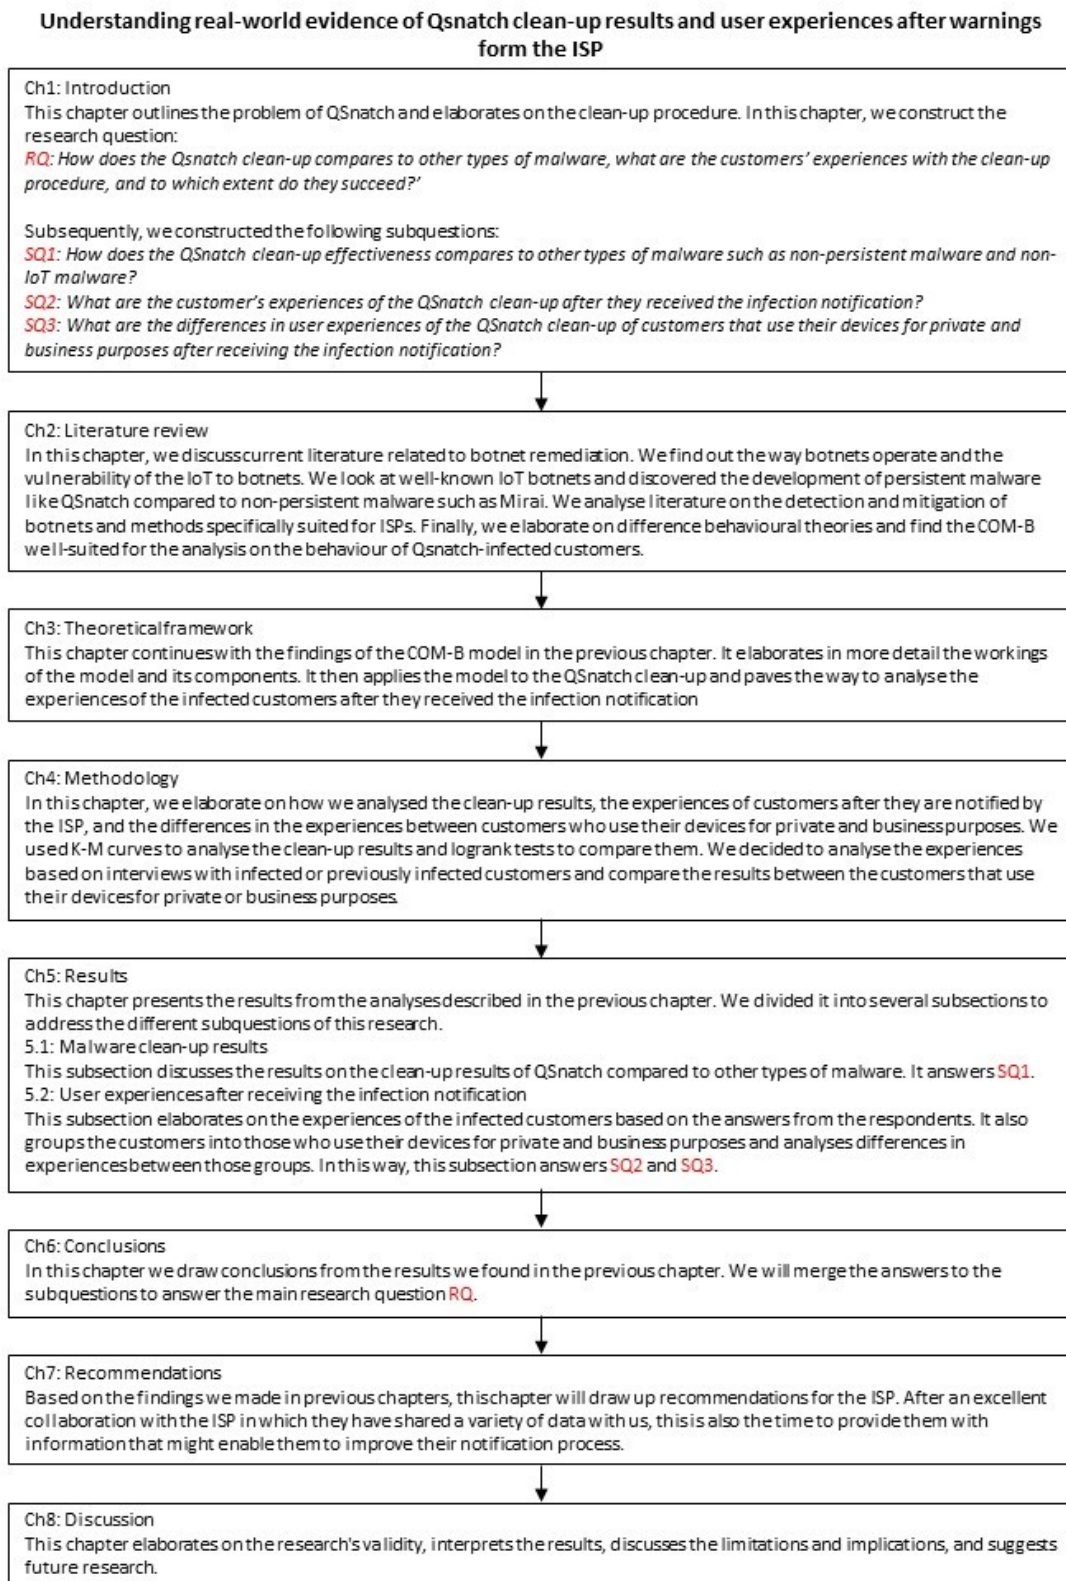 Understanding real-world evidence of Qsnatch clean-up results and user experiences after warnings
form the ISP
Ch1: Introduction
This chapter outlines the problem of QSnatch and elaborates on the clean-up procedure. In this chapter, we construct the
research question:
RQ: How does the Qsnatch clean-up compares to other types of malware, what are the customers' experiences with the clean-up
procedure, and to which extent do they succeed?'
Subsequently, we constructed the following subquestions:
SQ1: How does the QSnatch clean-up effectiveness compares to other types of malware such as non-persistent malware and non-
IoT malware?
SQ2: What are the customer's experiences of the QSnatch clean-up after they received the infection notification?
SQ3: What are the differences in user experiences of the QSnatch clean-up of customers that use their devices for private and
business purposes after receiving the infection notification?
Ch2: Literature review
In this chapter, we discuss current literature related to botnet remediation. We find out the way botnets operate and the
vulnerability of the IoT to botnets. We look at well-known IoT botnets and discovered the development of persistent malware
like QSnatch compared to non-persistent malware such as Mirai. We analyse literature on the detection and mitigation of
botnets and methods specifically suited for ISPs. Finally, we elaborate on difference behavioural theories and find the COM-B
well-suited for the analysis on the behaviour of Qsnatch-infected customers.
Ch3: Theoretical framework
This chapter continues with the findings of the COM-B model in the previous chapter. It elaborates in more detail the workings
of the model and its components. It then applies the model to the QSnatch clean-up and paves the way to analyse the
experiences of the infected customers after they received the infection notification
Ch4: Methodology
In this chapter, we elaborate on how we analysed the clean-up results, the experiences of customers after they are notified by
the ISP, and the differences in the experiences between customers who use their devices for private and business purposes. We
used K-M curves to analyse the clean-up results and logrank tests to compare them. We decided to analyse the experiences
based on interviews with infected or previously infected customers and compare the results between the customers that use
their devices for private or business purposes.
Ch5: Results
This chapter presents the results from the analyses described in the previous chapter. We divided it into several subsections to
address the different subquestions of this research.
5.1: Malware clean-up results
This subsection discusses the results on the clean-up results of QSnatch compared to other types of malware. It answers SQ1.
5.2: User experiences after receiving the infection notification
This subsection elaborates on the experiences of the infected customers based on the answers from the respondents. It also
groups the customers into those who use their devices for private and business purposes and analyses differences in
experiences between those groups. In this way, this subsection answers SQ2 and SQ3.
Ch6: Conclusions
In this chapter we draw conclusions from the results we found in the previous chapter. We will merge the answers to the
subquestions to answer the main research question RQ.
Ch7: Recommendations
Based on the findings we made in previous chapters, this chapter will draw up recommendations for the ISP. After an excellent
collaboration with the ISP in which they have shared a variety of data with us, this is also the time to provide them with
information that might enable them to improve their notification process.
Ch8: Discussion
This chapter elaborates on the research's validity, interprets the results, discusses the limitations and implications, and suggests
future research.